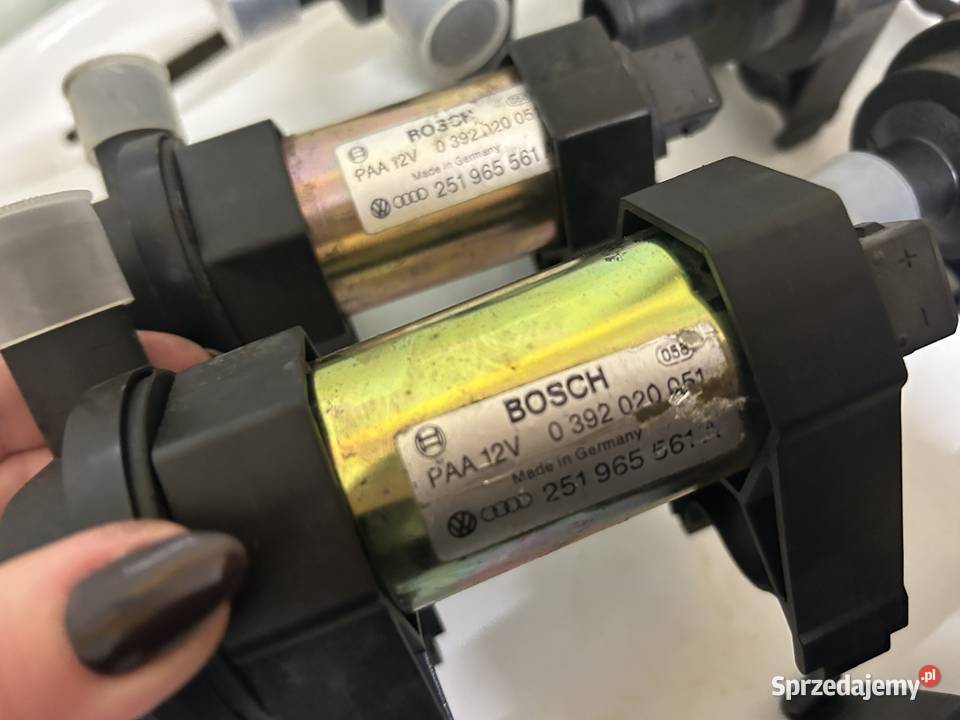 BOSCH
PAA 12V 0 392 020 05
Made in Germany
251 965 561
+
-
058
BOSCH
PAA 12V 0 392 020 051
Made in Germany
251 965 561 A
Sprzedajemy.pl